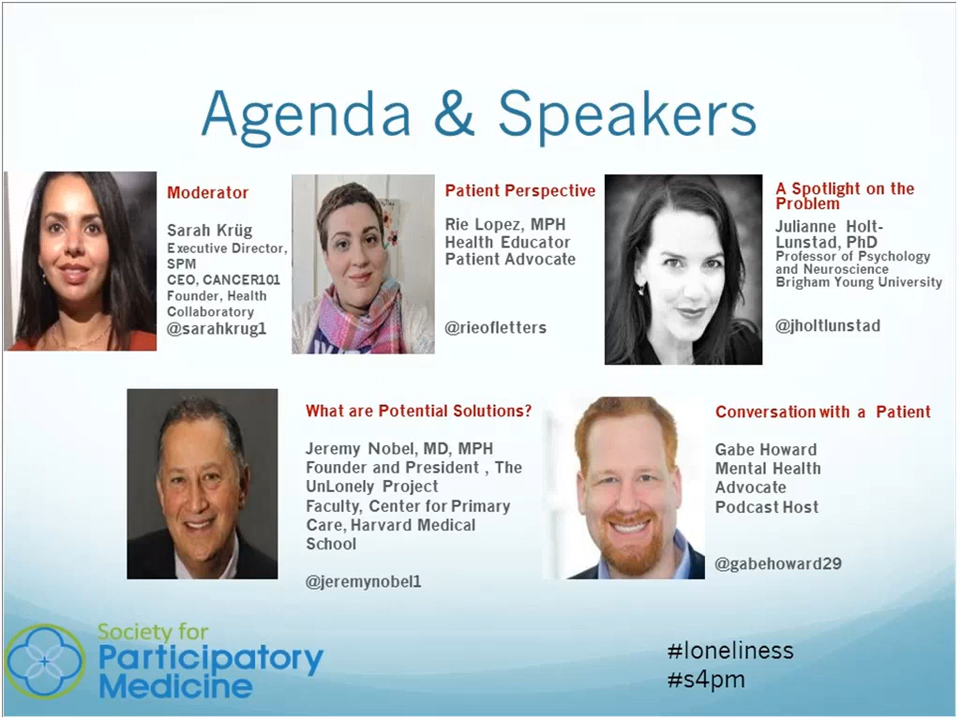 Agenda & Speakers
Moderator
Sarah Krüg
Executive Director,
SPM
CEO, CANCER101
Founder, Health
Collaboratory
@sarahkrug1
Patient Perspective
Rie Lopez, MPH
Health Educator
Patient Advocate
@rieofletters
A Spotlight on the
Problem
Julianne Holt-
Lunstad, PhD
Professor of Psychology
and Neuroscience
Brigham Young University
@jholtlunstad
What are Potential Solutions?
Jeremy Nobel, MD, MPH
Founder and President , The
UnLonely Project
Faculty, Center for Primary
Care, Harvard Medical
School
@jeremynobel1
Conversation with a Patient
Gabe Howard
Mental Health
Advocate
Podcast Host
@gabehoward29
Society for
Participatory
Medicine
#loneliness
#s4pm